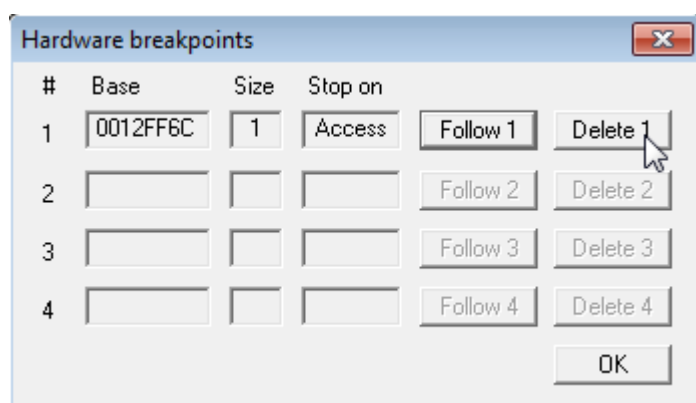 Hardware breakpoints
# Base Size Stop on
1 0012FF6C 1 Access Follow 1 Delete 1
2 Follow 2 Delete 2
3 Follow 3 Delete 3
4 Follow 4 Delete 4
OK